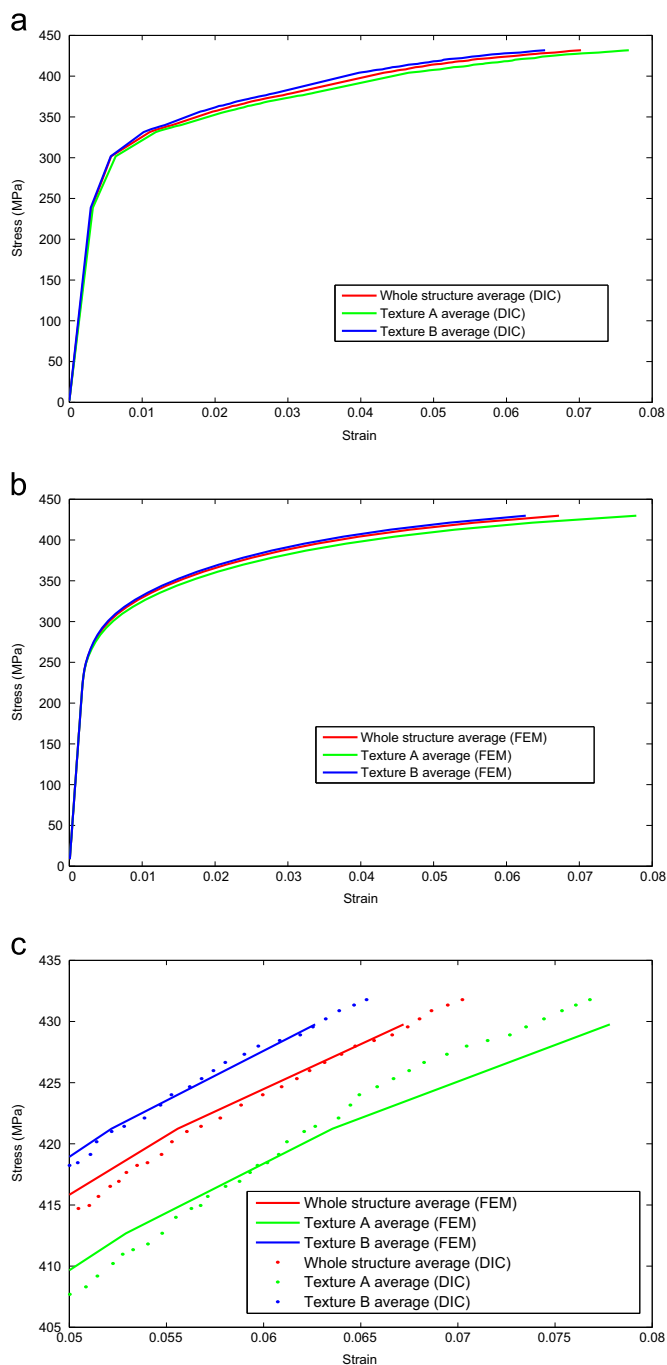 a
450
400
350
300
250
200
150
100
50
0
Stress (MPa)
Whole structure average (DIC)
Texture A average (DIC)
Texture B average (DIC)
0 0.01 0.02 0.03 0.04 0.05 0.06 0.07 0.08
Strain
b
450
400
350
300
250
200
150
100
50
0
Stress (MPa)
Whole structure average (FEM)
Texture A average (FEM)
Texture B average (FEM)
0 0.01 0.02 0.03 0.04 0.05 0.06 0.07 0.08
Strain
c
435
430
425
420
415
410
405
Stress (MPa)
Whole structure average (FEM)
Texture A average (FEM)
Texture B average (FEM)
Whole structure average (DIC)
Texture A average (DIC)
Texture B average (DIC)
0.05 0.055 0.06 0.065 0.07 0.075 0.08
Strain